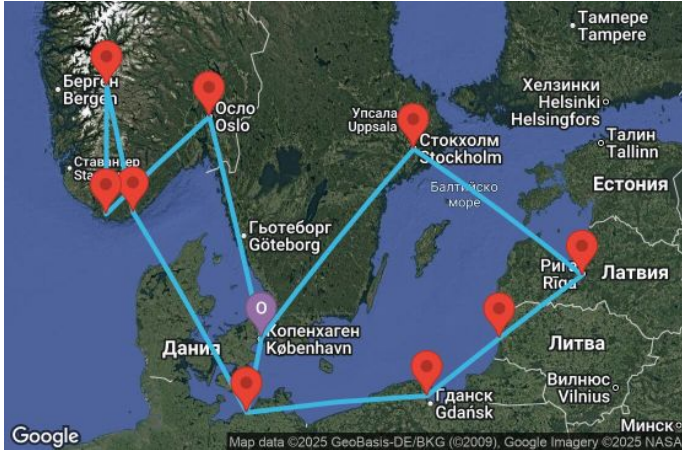 Тампере
Tampere
Берген
Bergen
Хелзинки
Helsinki
Helsingfors
Осло
Oslo
Упсала
Uppsala
Стокхолм
Stockholm
Талин
Tallinn
Ставангер
Sta
Балтийско
море
Естония
Гьотеборг
Göteborg
Рига
Rīga
Латвия
O
Копенхаген
København
Дания
Литва
Вилнюс
Vilnius
Гданск
Gdańsk
Минск
Google
Map data ©2025 GeoBasis-DE/BKG (©2009), Google Imagery ©2025 NASA